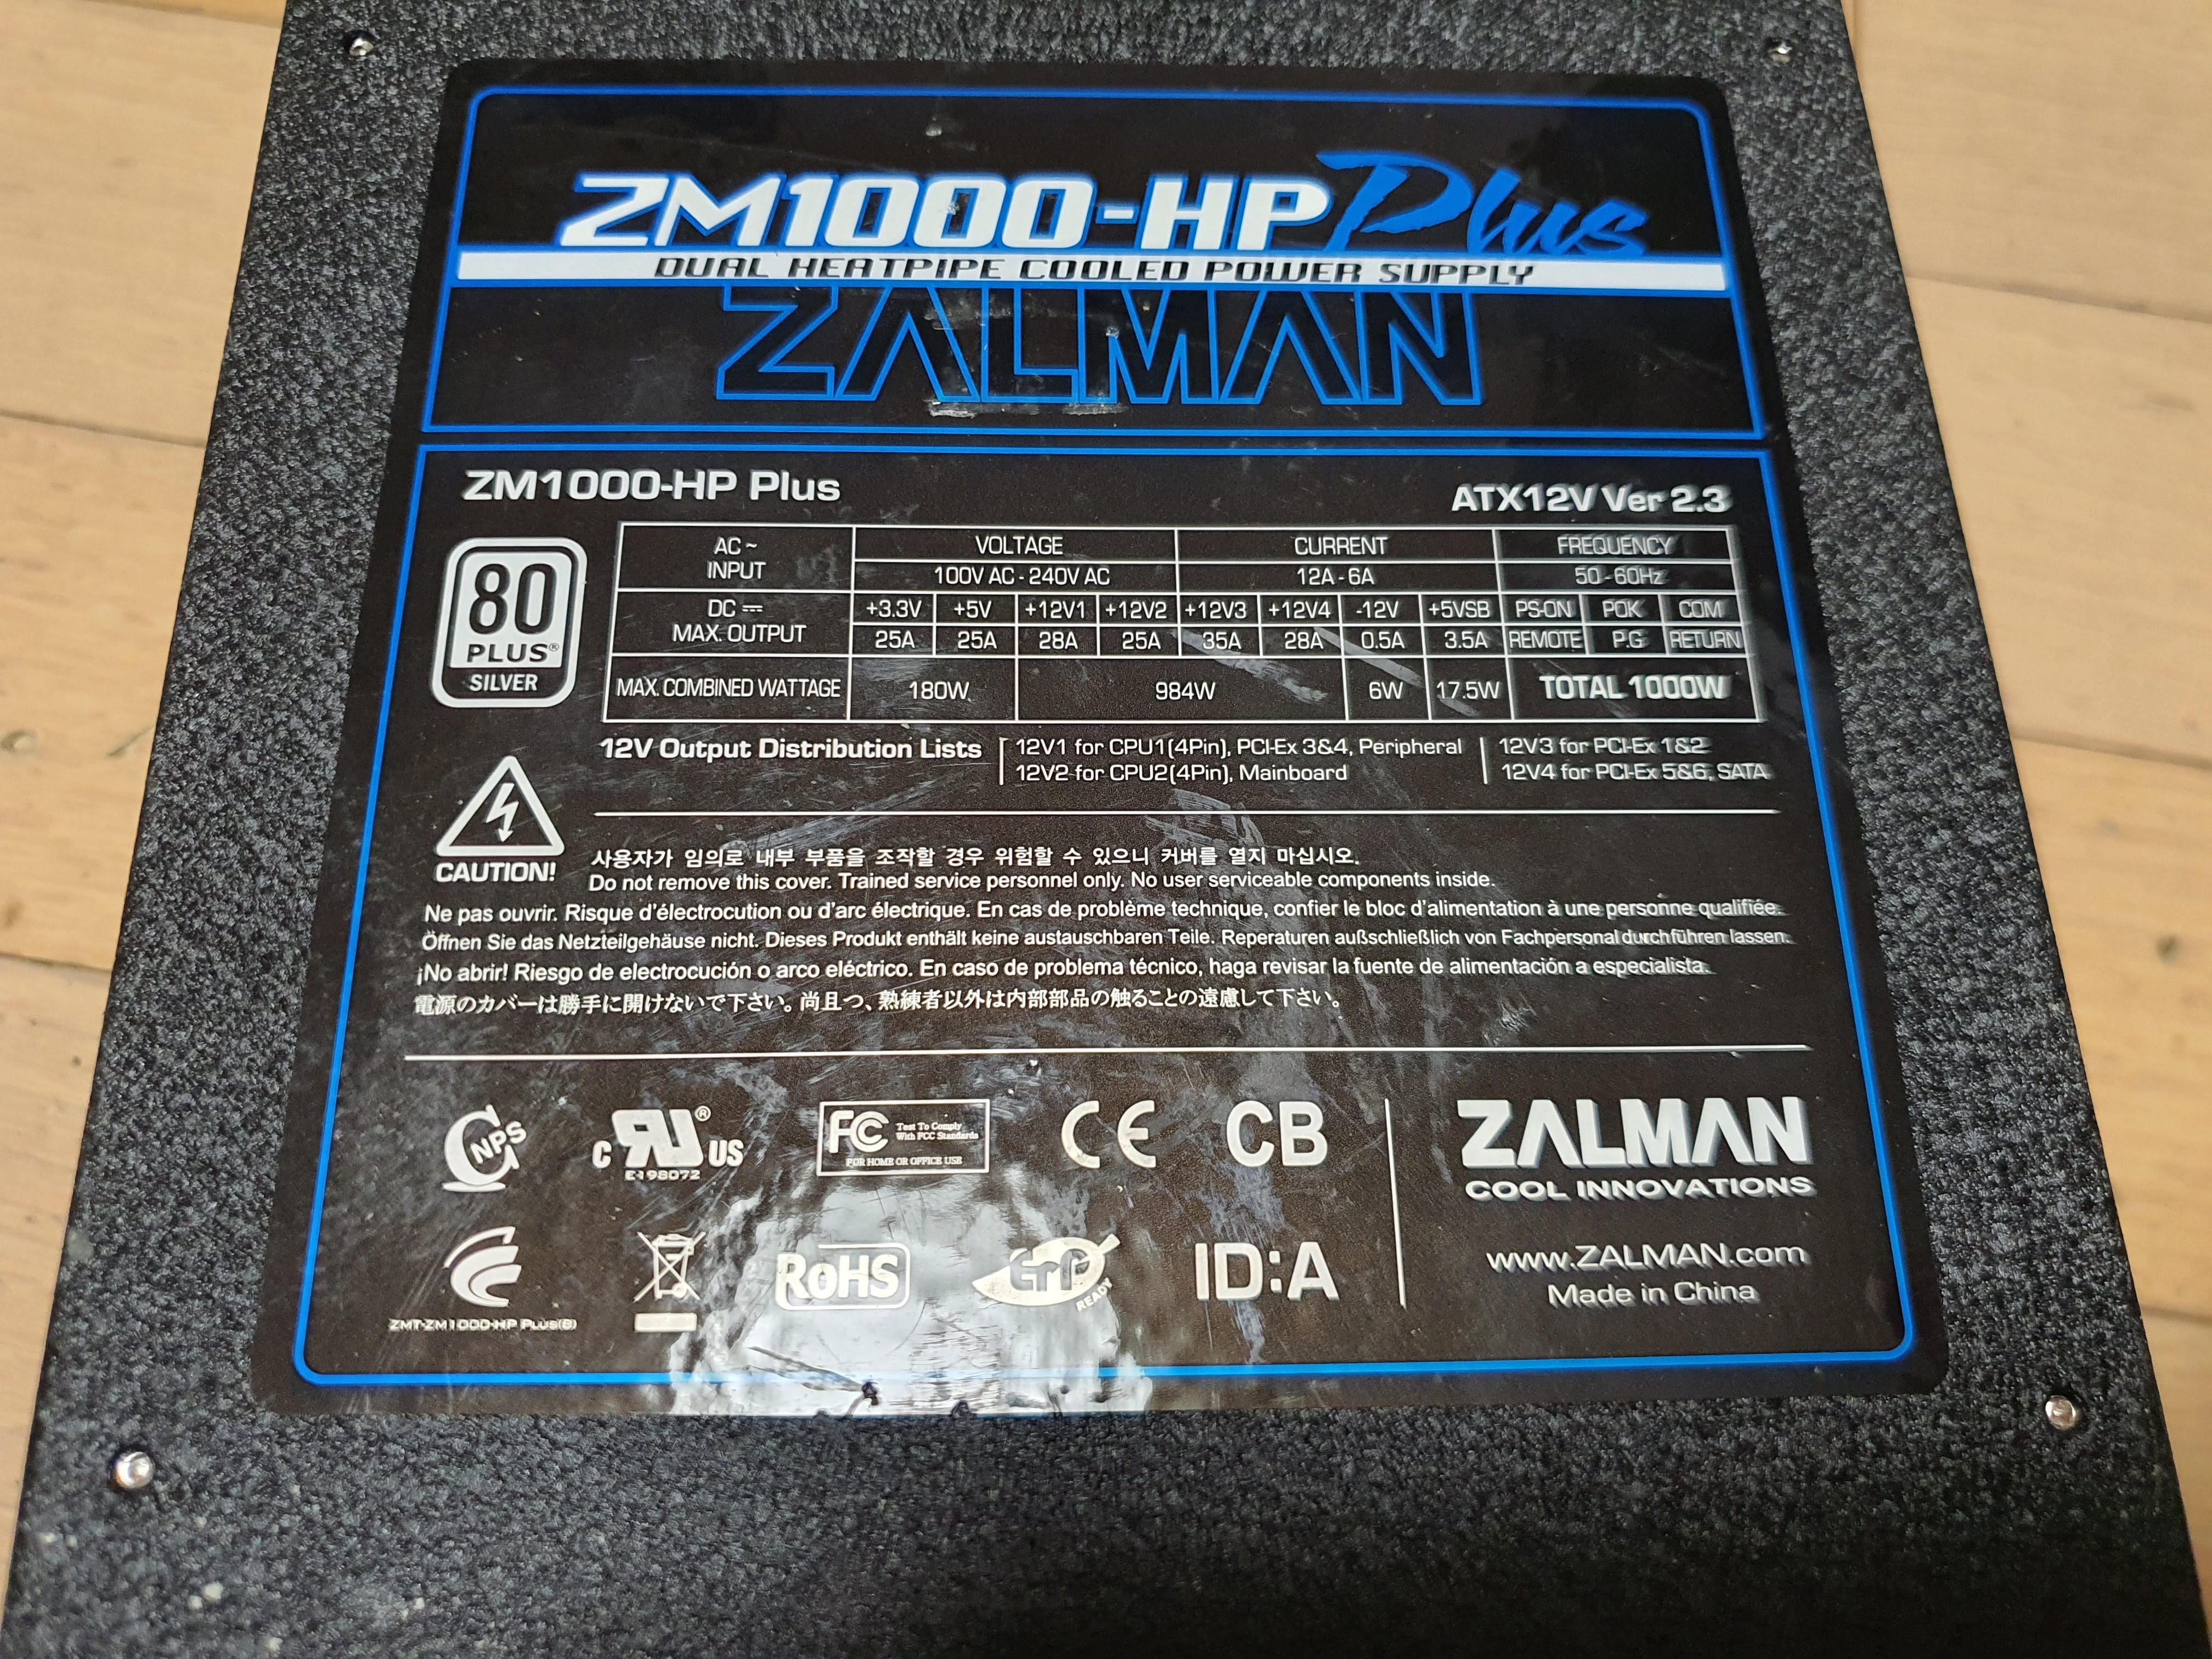 ZM1000-HP Plus
DUAL HEATPIPE COOLED POWER SUPPLY
ZALMAN
ZM1000-HP Plus
ATX12V Ver 2.3
80 PLUS® SILVER
AC ~ INPUT VOLTAGE CURRENT FREQUENCY
100V AC - 240V AC 12A - 6A 50 - 60Hz
DC ⎓ MAX. OUTPUT +3.3V +5V +12V1 +12V2 +12V3 +12V4 -12V +5VSB PS-ON POK COM
25A 25A 28A 25A 35A 28A 0.5A 3.5A REMOTE P.G RETURN
MAX. COMBINED WATTAGE 180W 984W 6W 17.5W TOTAL 1000W
12V Output Distribution Lists
12V1 for CPU1(4Pin), PCI-Ex 3&4, Peripheral
12V2 for CPU2(4Pin), Mainboard
12V3 for PCI-Ex 1&2
12V4 for PCI-Ex 5&6, SATA
CAUTION!
사용자가 임의로 내부 부품을 조작할 경우 위험할 수 있으니 커버를 열지 마십시오.
Do not remove this cover. Trained service personnel only. No user serviceable components inside.
Ne pas ouvrir. Risque d'électrocution ou d'arc électrique. En cas de problème technique, confier le bloc d'alimentation à une personne qualifiée.
Öffnen Sie das Netzteilgehäuse nicht. Dieses Produkt enthält keine austauschbaren Teile. Reperaturen außschließlich von Fachpersonal durchführen lassen.
¡No abrir! Riesgo de electrocución o arco eléctrico. En caso de problema técnico, haga revisar la fuente de alimentación a especialista.
電源のカバーは勝手に開けないで下さい。尚且つ、熟練者以外は内部部品の触ることの遠慮して下さい。
CNPS
C RU® US
E198072
FC Test To Comply
With FCC Standards
FOR HOME OR OFFICE USE
CE
CB
ZALMAN
COOL INNOVATIONS
ZMT-ZM1000-HP Plus(B)
RoHS
ErP READY
ID:A
www.ZALMAN.com
Made in China